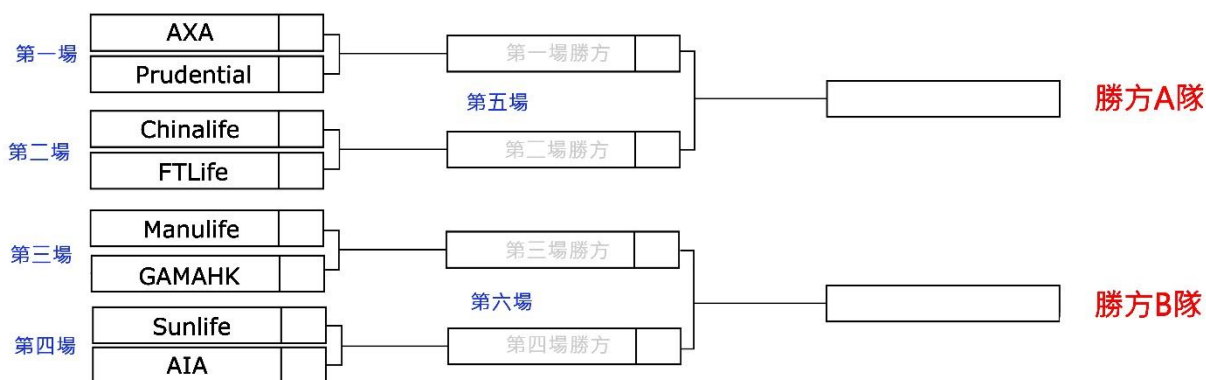 第一場
AXA
Prudential
第二場
Chinalife
FTLife
第三場
Manulife
GAMAHK
第四場
Sunlife
AIA
第一場勝方
第五場
第二場勝方
第三場勝方
第六場
第四場勝方
勝方A隊
勝方B隊